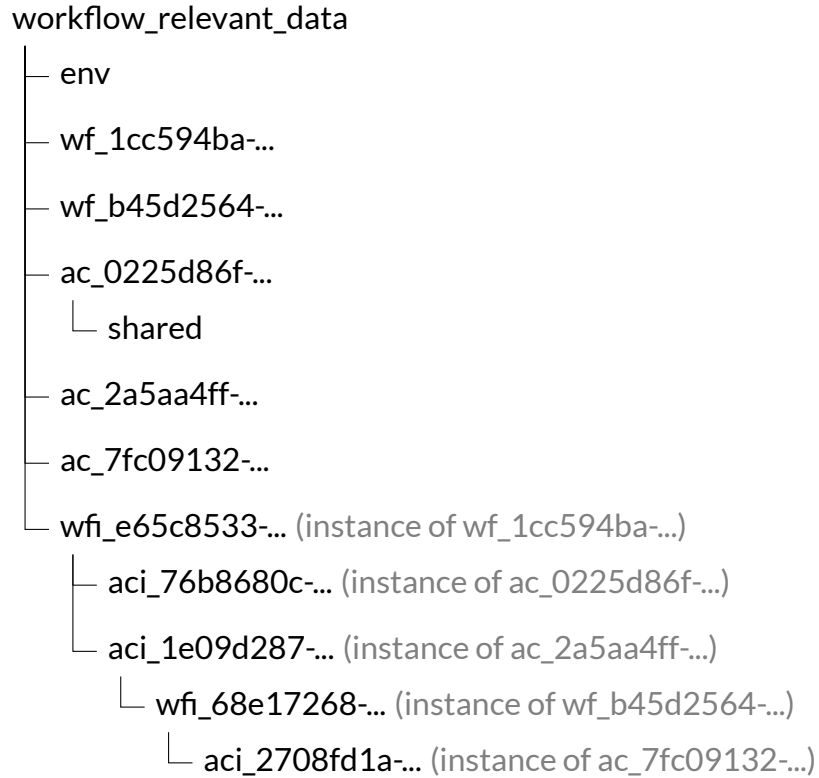 workflow_relevant_data
env
wf_1cc594ba-...
wf_b45d2564-...
ac_0225d86f-...
shared
ac_2a5aa4ff-...
ac_7fc09132-...
wfi_e65c8533-... (instance of wf_1cc594ba-...)
aci_76b8680c-... (instance of ac_0225d86f-...)
aci_1e09d287-... (instance of ac_2a5aa4ff-...)
wfi_68e17268-... (instance of wf_b45d2564-...)
aci_2708fd1a-... (instance of ac_7fc09132-...)